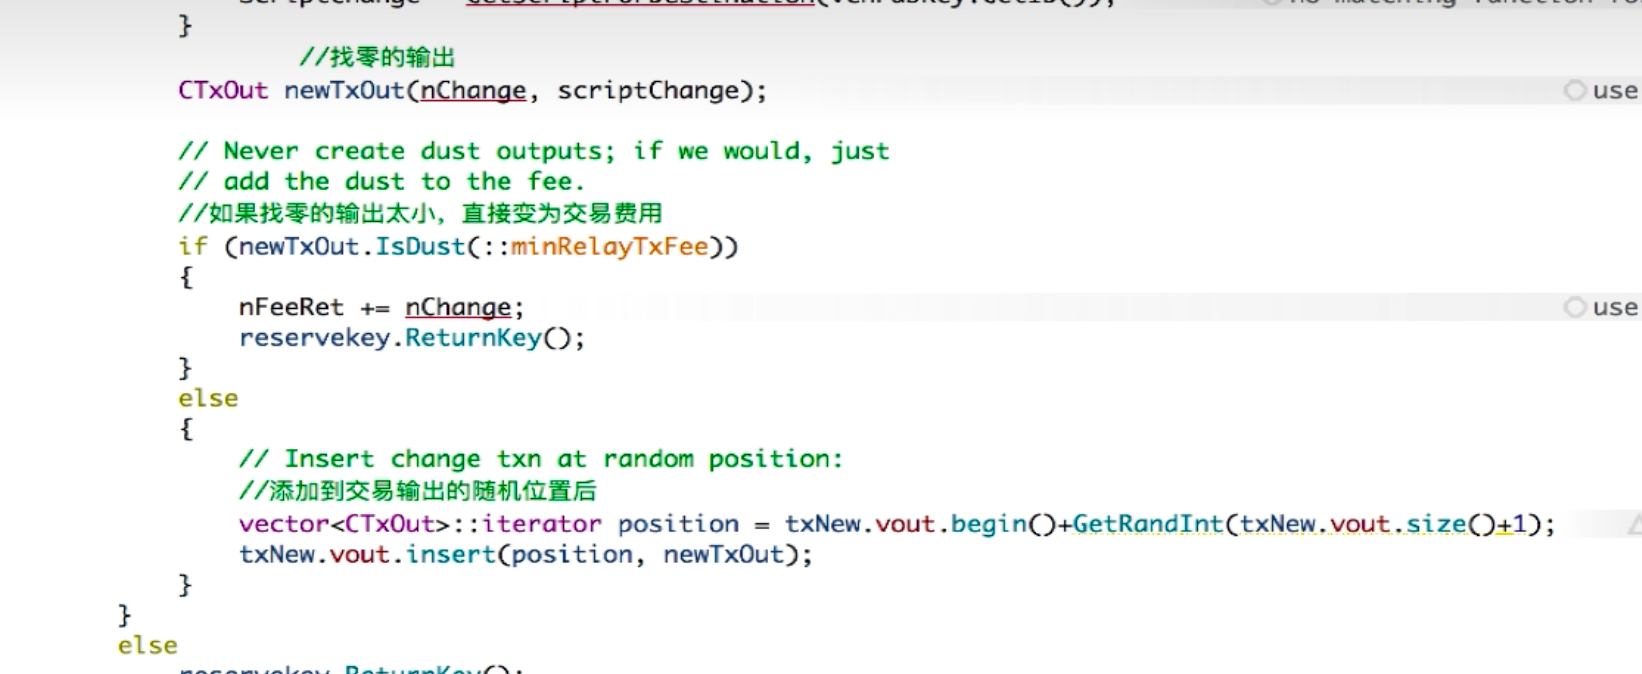 }
//找零的输出
CTxOut newTxOut(nChange, scriptChange);
use
// Never create dust outputs; if we would, just
// add the dust to the fee.
//如果找零的输出太小，直接变为交易费用
if (newTxOut.IsDust(::minRelayTxFee))
{
nFeeRet += nChange;
use
reservekey.ReturnKey();
}
else
{
// Insert change txn at random position:
//添加到交易输出的随机位置后
vector<CTxOut>::iterator position = txNew.vout.begin()+GetRandInt(txNew.vout.size()+1);
txNew.vout.insert(position, newTxOut);
}
}
else
reservekey.ReturnKey();